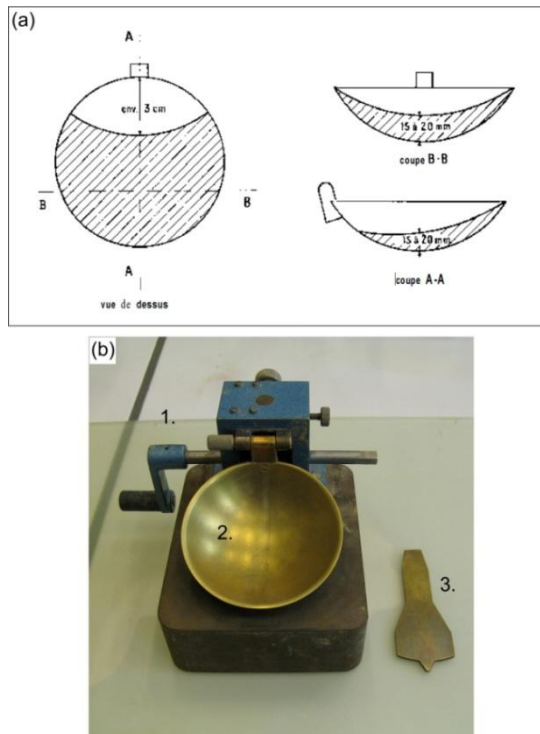 (a)
A
env. 3 cm
B
B
A
vue de dessus
15 à 20 mm
coupe B-B
15 à 20 mm
coupe A-A
(b)
1.
2.
3.